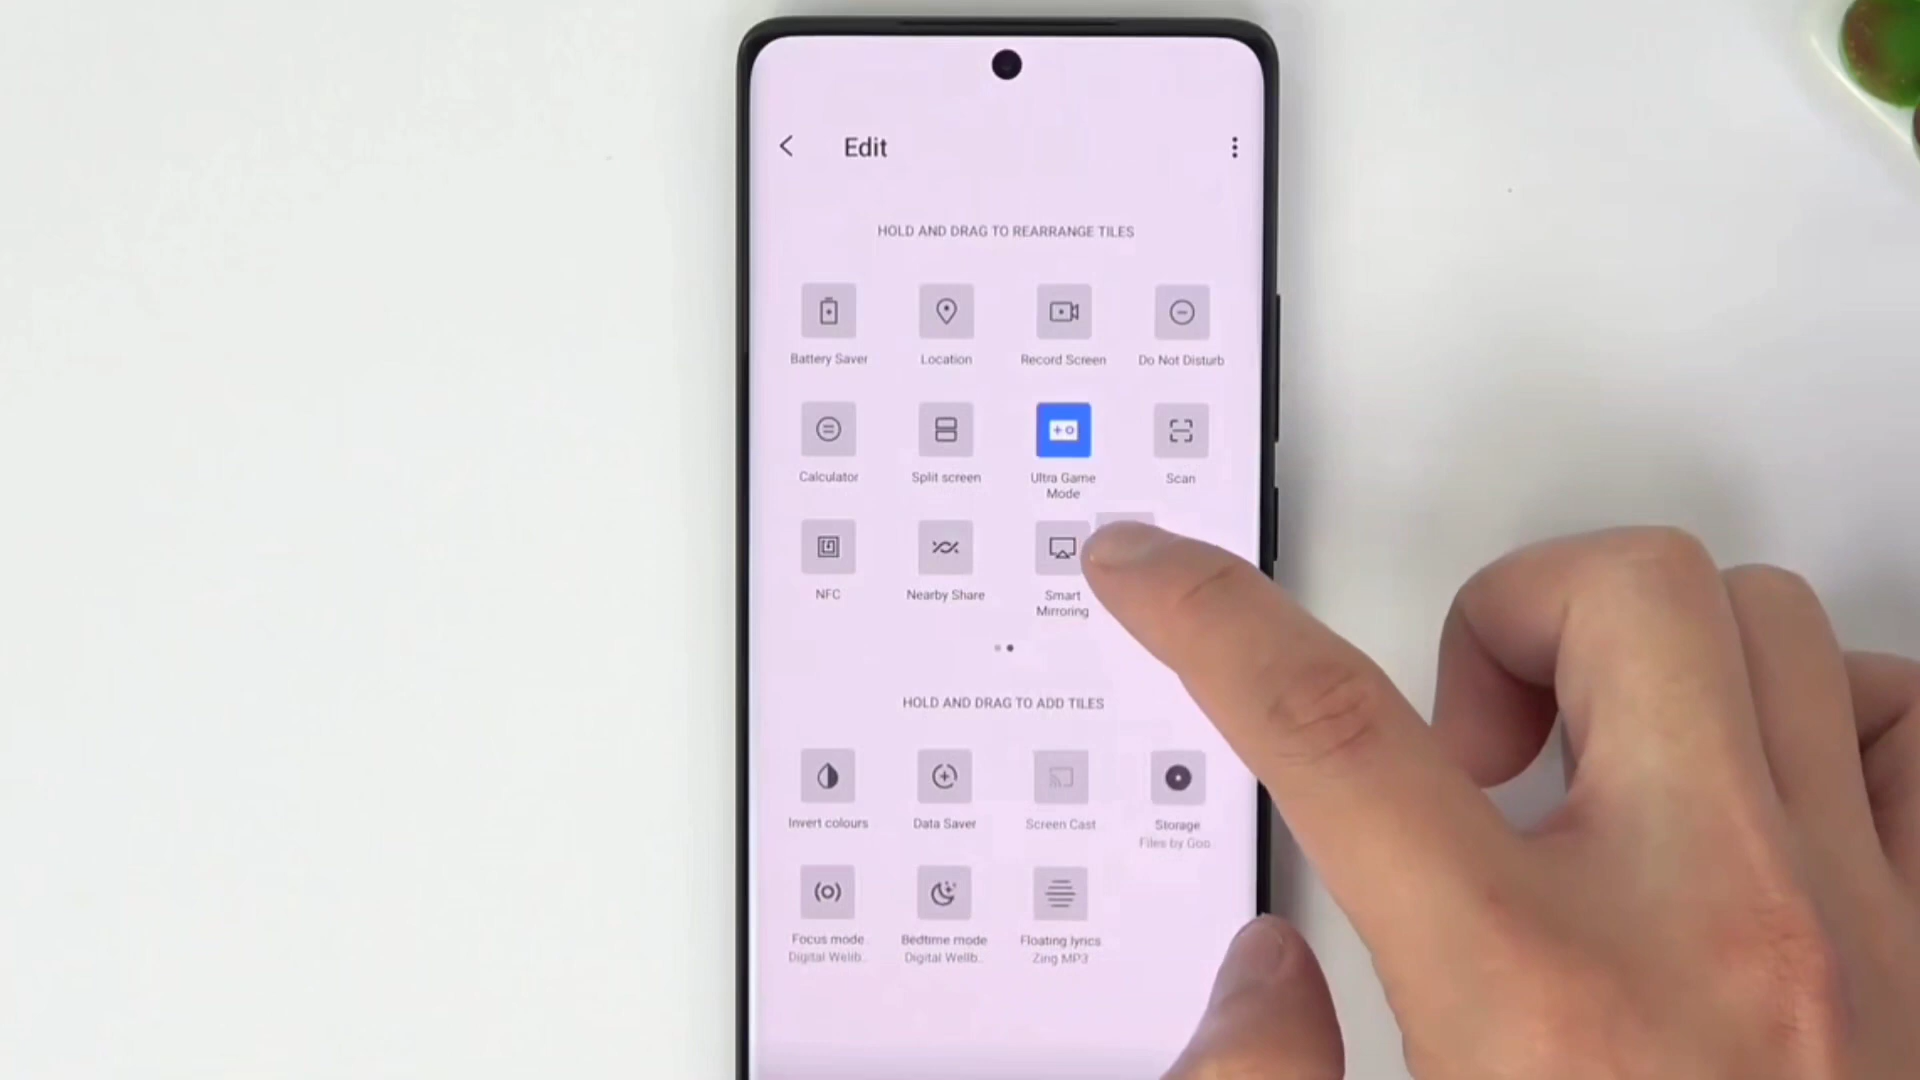 Edit
HOLD AND DRAG TO REARRANGE TILES
Battery Saver
Location
Record Screen
Do Not Disturb
Calculator
Split screen
Ultra Game
Mode
Scan
NFC
Nearby Share
Smart
Mirroring
HOLD AND DRAG TO ADD TILES
Invert colours
Data Saver
Screen Cast
Storage
Files by Goo..
Focus mode
Digital Wellb..
Bedtime mode
Digital Wellb..
Floating lyrics
Zing MP3